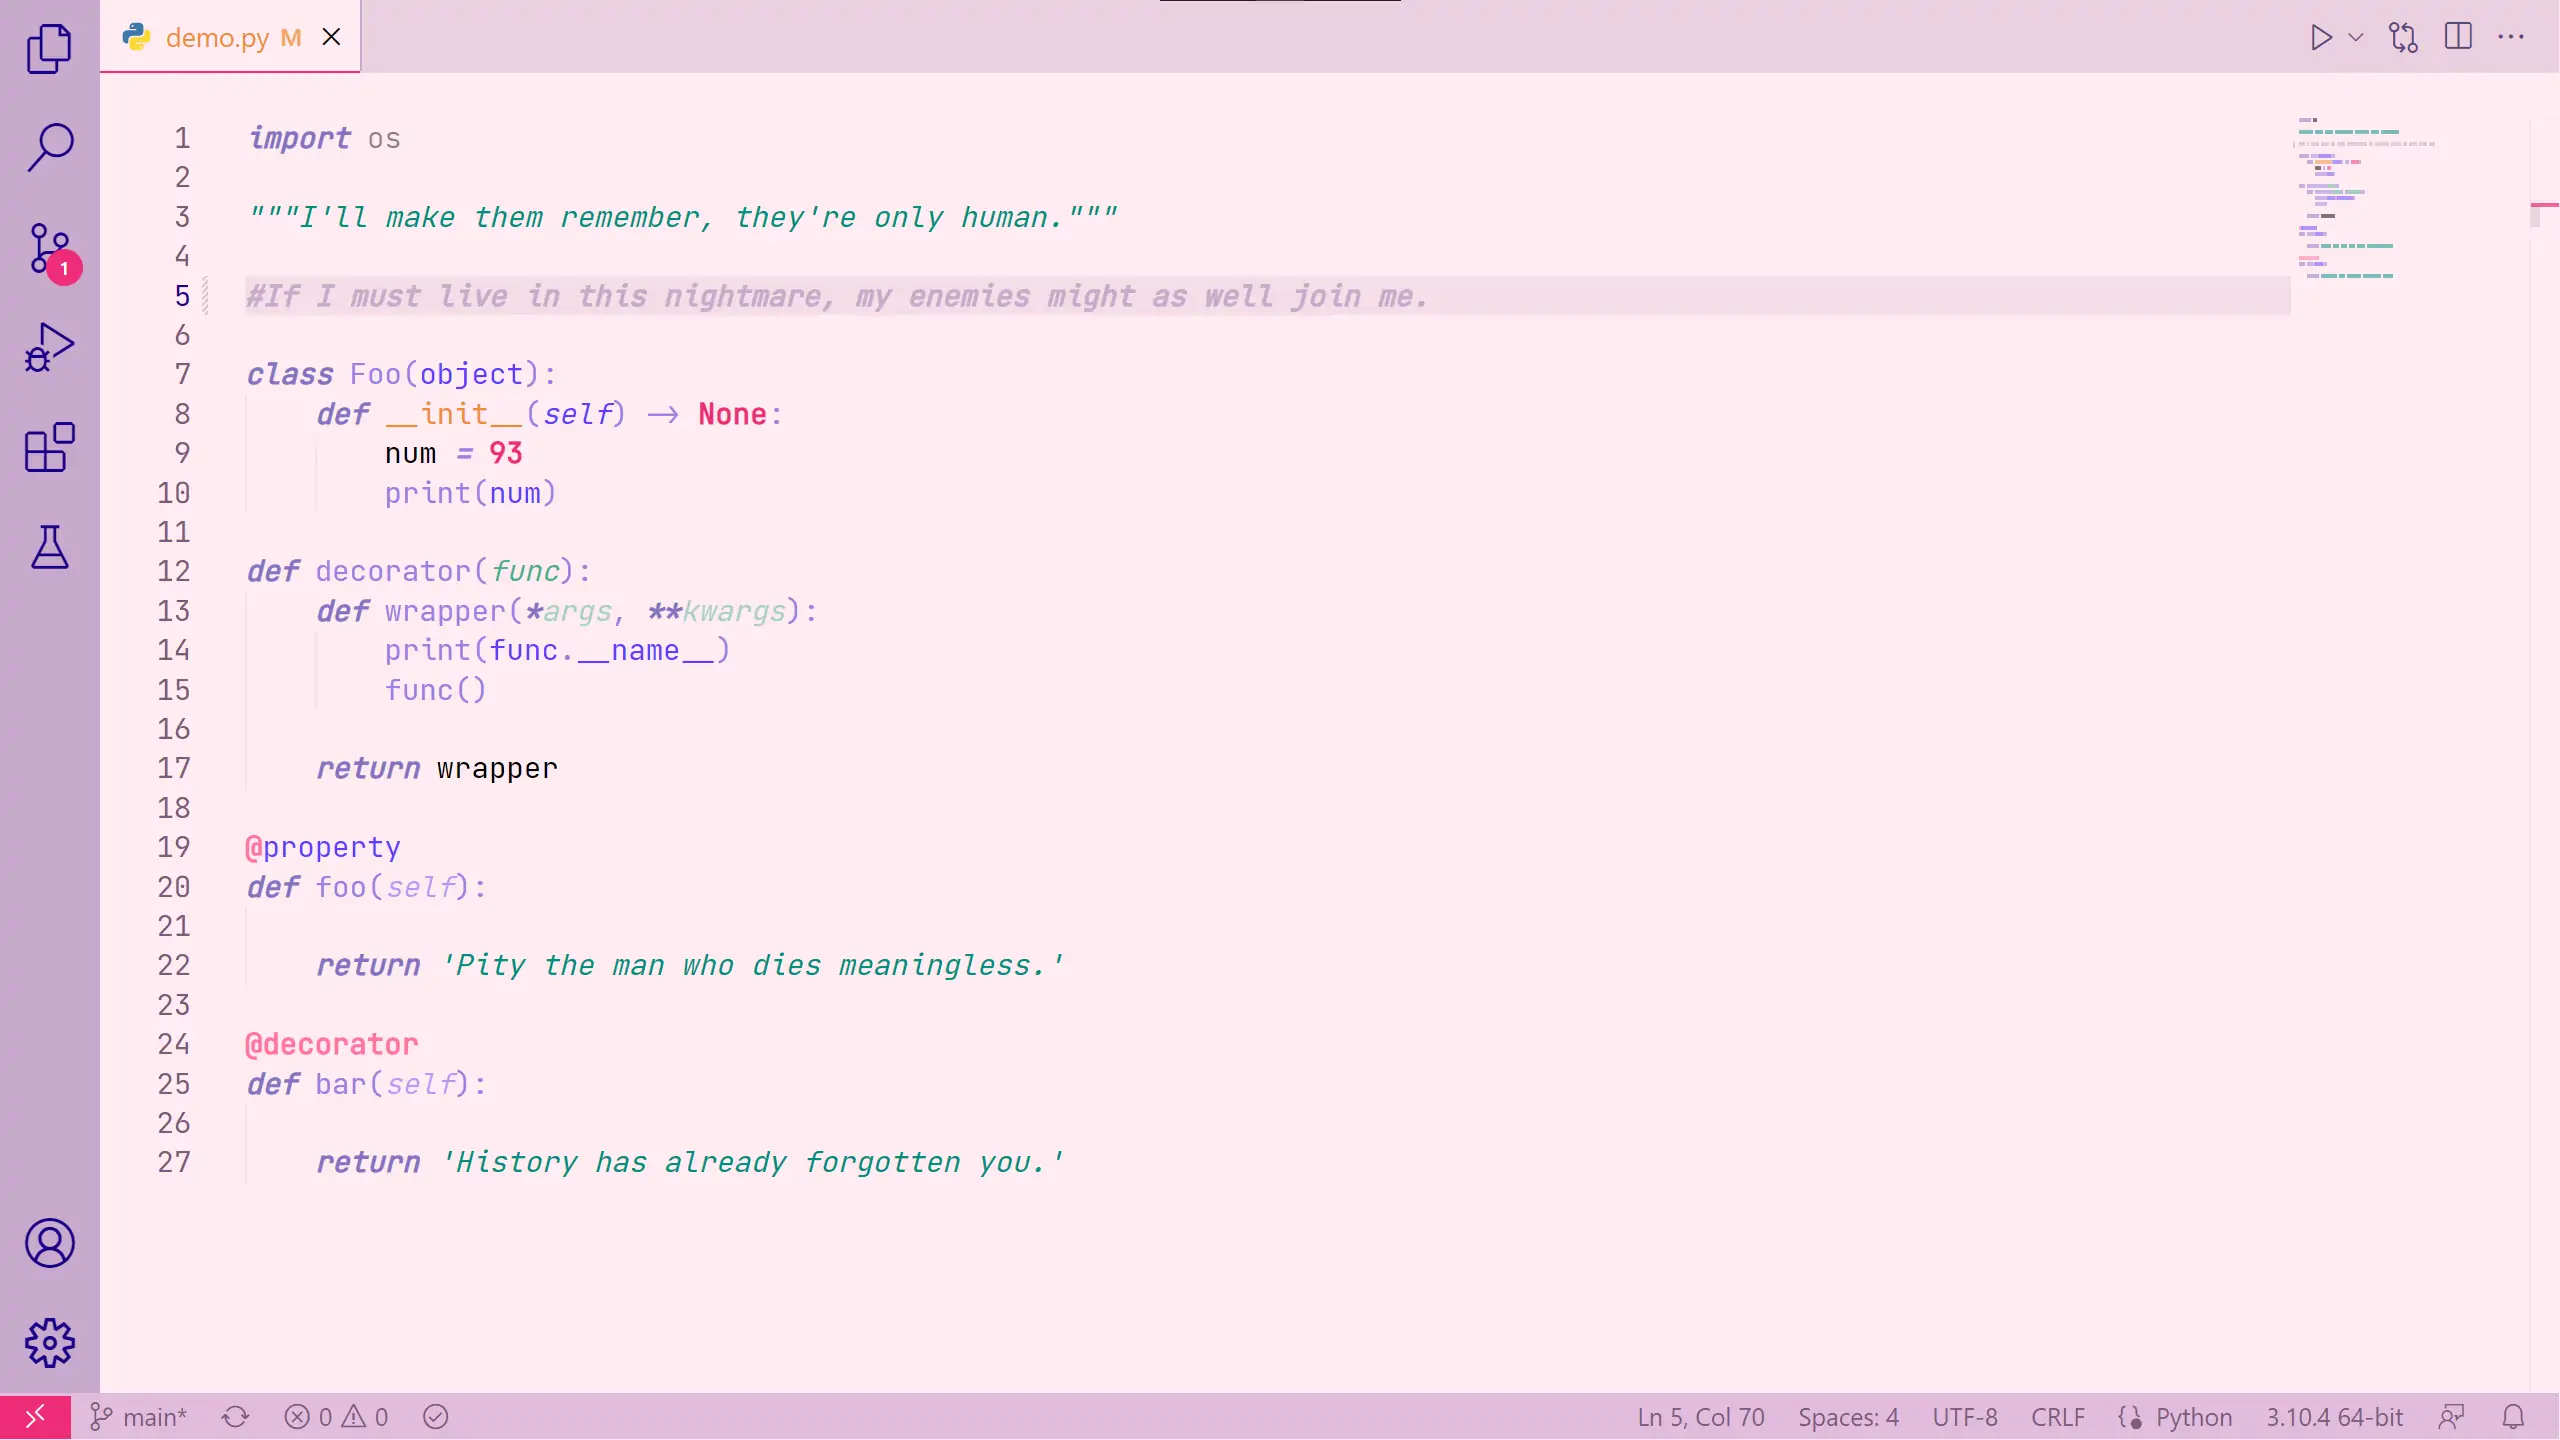 demo.py M
1 import os
2
3 """I'll make them remember, they're only human."""
4
5 #If I must live in this nightmare, my enemies might as well join me.
6
7 class Foo(object):
8     def __init__(self) -> None:
9         num = 93
10         print(num)
11
12 def decorator(func):
13     def wrapper(*args, **kwargs):
14         print(func.__name__)
15         func()
16
17     return wrapper
18
19 @property
20 def foo(self):
21
22     return 'Pity the man who dies meaningless.'
23
24 @decorator
25 def bar(self):
26
27     return 'History has already forgotten you.'
1
main* 0 0 Ln 5, Col 70 Spaces: 4 UTF-8 CRLF Python 3.10.4 64-bit